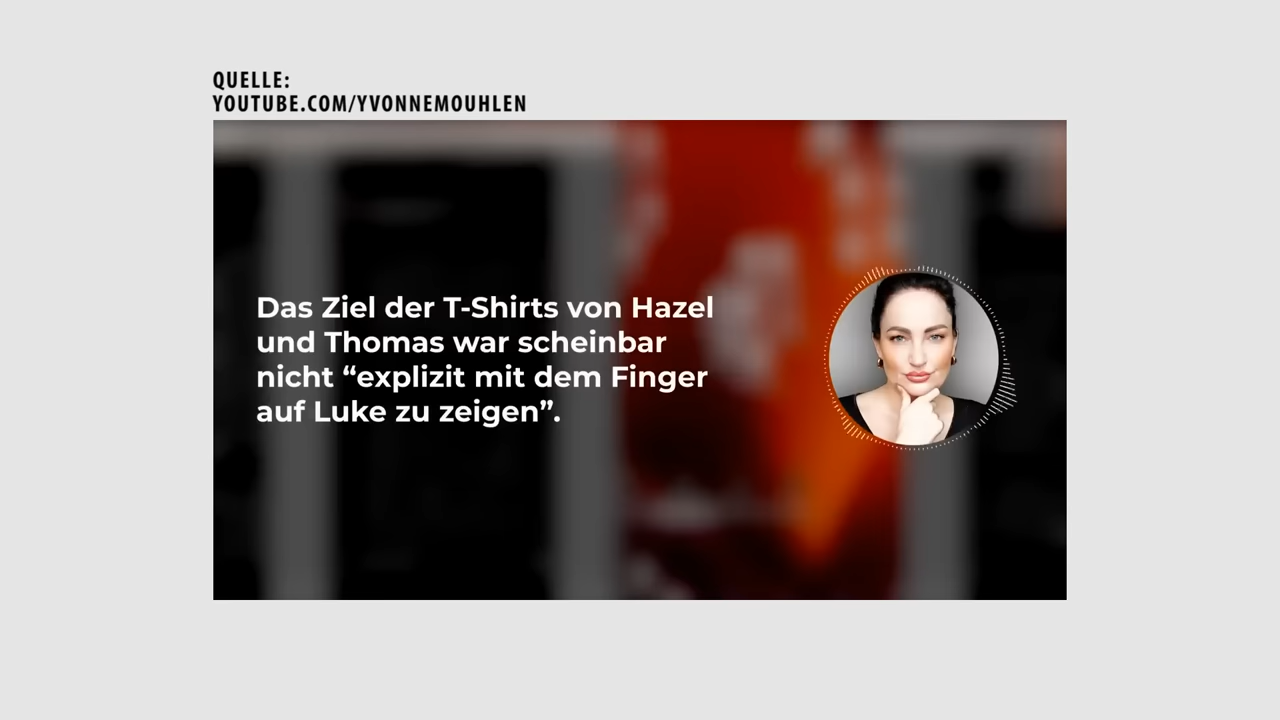 QUELLE:
YOUTUBE.COM/YVONNEMOUHLEN
Das Ziel der T-Shirts von Hazel
und Thomas war scheinbar
nicht “explizit mit dem Finger
auf Luke zu zeigen”.